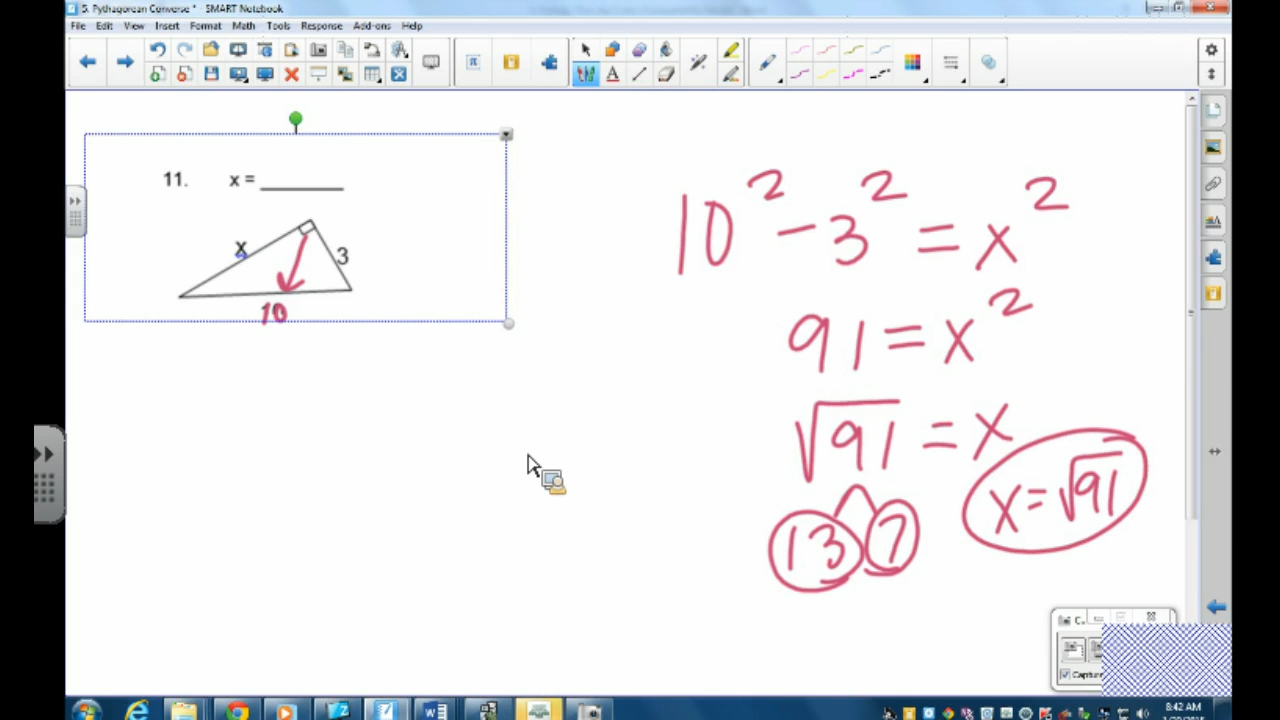 5. Pythagorean Converse * - SMART Notebook
File Edit View Insert Format Math Tools Response Add-ons Help
11. x = ______
x
3
10
10² - 3² = x²
91 = x²
√91 = x
13 7
x = √91
C..
Captur
8:42 AM